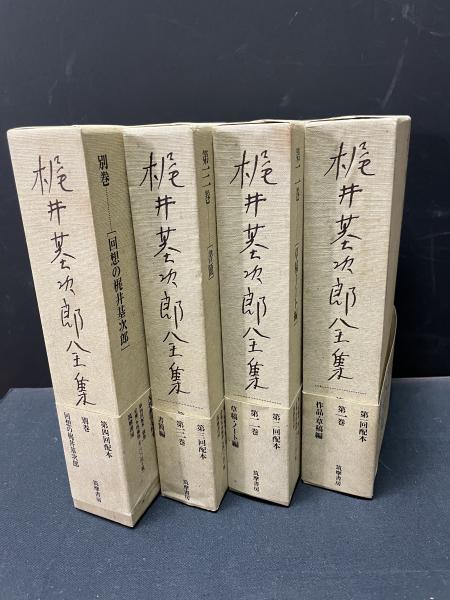 梶井基次郎全集
別巻
「回想の梶井基次郎」
第四回配本
別巻
回想の梶井基次郎
筑摩書房
梶井基次郎全集
第三巻
第三回配本
第三巻
書簡編
筑摩書房
梶井基次郎全集
第二巻
第二回配本
第二巻
草稿・ノート編
筑摩書房
梶井基次郎全集
第一回配本
第一巻
作品・草稿編
筑摩書房